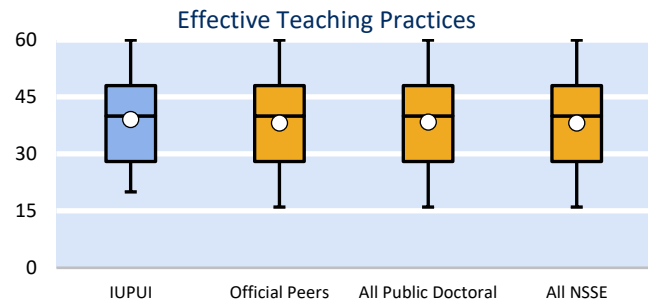 Effective Teaching Practices
60
45
30
15
0
IUPUI Official Peers All Public Doctoral All NSSE